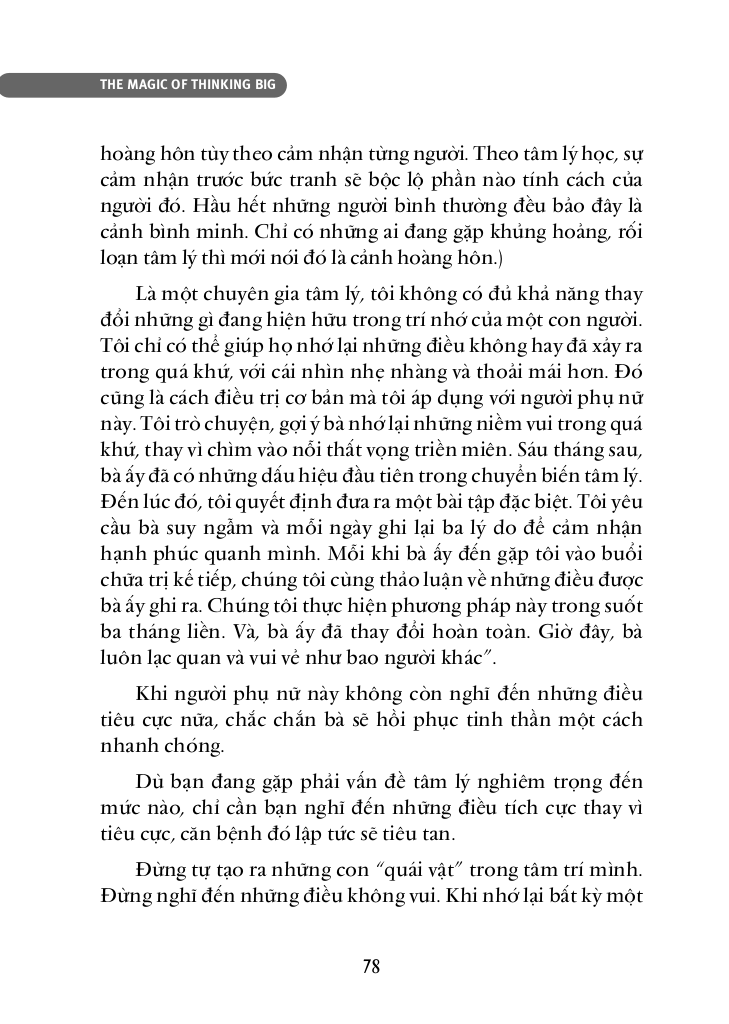 THE MAGIC OF THINKING BIG
hoàng hôn tùy theo cảm nhận từng người. Theo tâm lý học, sự
cảm nhận trước bức tranh sẽ bộc lộ phần nào tính cách của
người đó. Hầu hết những người bình thường đều bảo đây là
cảnh bình minh. Chỉ có những ai đang gặp khủng hoảng, rối
loạn tâm lý thì mới nói đó là cảnh hoàng hôn.)
Là một chuyên gia tâm lý, tôi không có đủ khả năng thay
đổi những gì đang hiện hữu trong trí nhớ của một con người.
Tôi chỉ có thể giúp họ nhớ lại những điều không hay đã xảy ra
trong quá khứ, với cái nhìn nhẹ nhàng và thoải mái hơn. Đó
cũng là cách điều trị cơ bản mà tôi áp dụng với người phụ nữ
này. Tôi trò chuyện, gợi ý bà nhớ lại những niềm vui trong quá
khứ, thay vì chìm vào nỗi thất vọng triền miên. Sáu tháng sau,
bà ấy đã có những dấu hiệu đầu tiên trong chuyển biến tâm lý.
Đến lúc đó, tôi quyết định đưa ra một bài tập đặc biệt. Tôi yêu
cầu bà suy ngẫm và mỗi ngày ghi lại ba lý do để cảm nhận
hạnh phúc quanh mình. Mỗi khi bà ấy đến gặp tôi vào buổi
chữa trị kế tiếp, chúng tôi cùng thảo luận về những điều được
bà ấy ghi ra. Chúng tôi thực hiện phương pháp này trong suốt
ba tháng liền. Và, bà ấy đã thay đổi hoàn toàn. Giờ đây, bà
luôn lạc quan và vui vẻ như bao người khác”.
Khi người phụ nữ này không còn nghĩ đến những điều
tiêu cực nữa, chắc chắn bà sẽ hồi phục tinh thần một cách
nhanh chóng.
Dù bạn đang gặp phải vấn đề tâm lý nghiêm trọng đến
mức nào, chỉ cần bạn nghĩ đến những điều tích cực thay vì
tiêu cực, căn bệnh đó lập tức sẽ tiêu tan.
Đừng tự tạo ra những con “quái vật” trong tâm trí mình.
Đừng nghĩ đến những điều không vui. Khi nhớ lại bất kỳ một
78